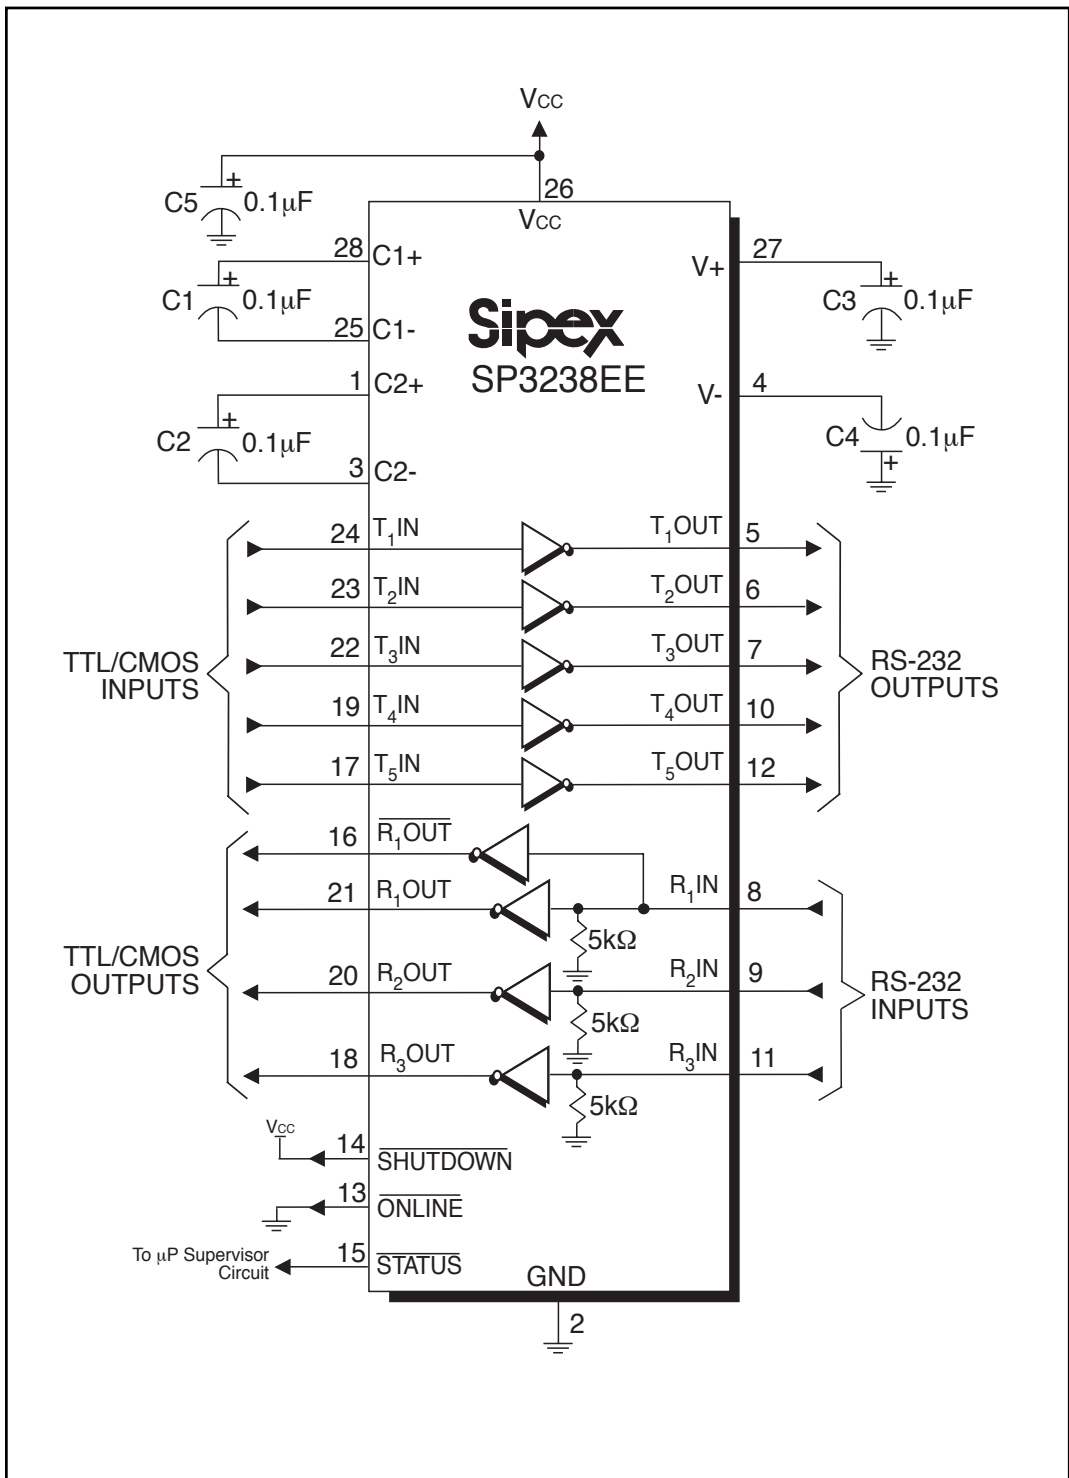 VCC
26
VCC
C5
+
0.1µF
28
C1+
C1
+
0.1µF
25
C1-
1
C2+
C2
+
0.1µF
3
C2-
V+
27
C3
+
0.1µF
V-
4
C4
0.1µF
+
Sipex
SP3238EE
24
T1IN
T1OUT
5
23
T2IN
T2OUT
6
22
T3IN
T3OUT
7
19
T4IN
T4OUT
10
17
T5IN
T5OUT
12
TTL/CMOS
INPUTS
RS-232
OUTPUTS
16
R1OUT
21
R1OUT
R1IN
8
5kΩ
20
R2OUT
R2IN
9
5kΩ
18
R3OUT
R3IN
11
5kΩ
TTL/CMOS
OUTPUTS
RS-232
INPUTS
VCC
14
SHUTDOWN
13
ONLINE
To µP Supervisor
Circuit
15
STATUS
GND
2